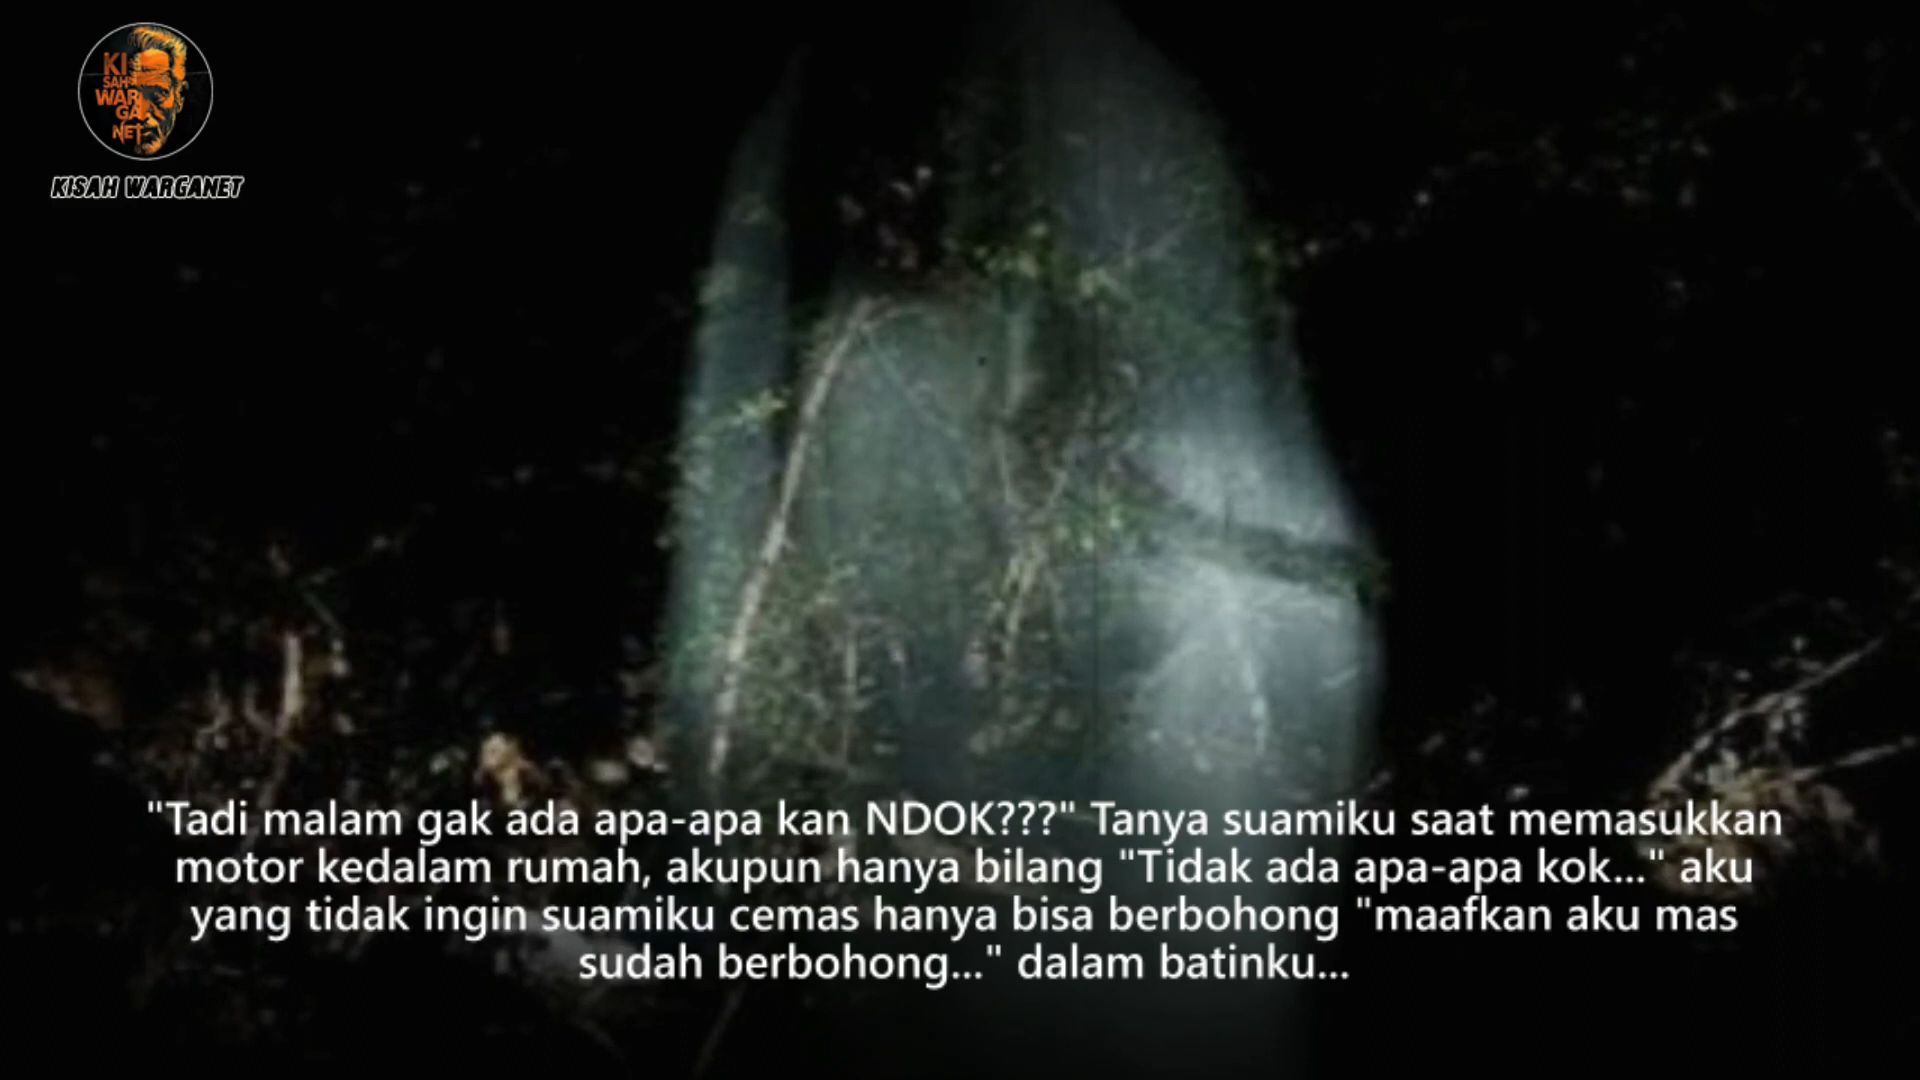 KI
SAH
WAR
GA
NET
KISAH WARGANET
"Tadi malam gak ada apa-apa kan NDOK???" Tanya suamiku saat memasukkan
motor kedalam rumah, akupun hanya bilang "Tidak ada apa-apa kok..." aku
yang tidak ingin suamiku cemas hanya bisa berbohong "maafkan aku mas
sudah berbohong..." dalam batinku...